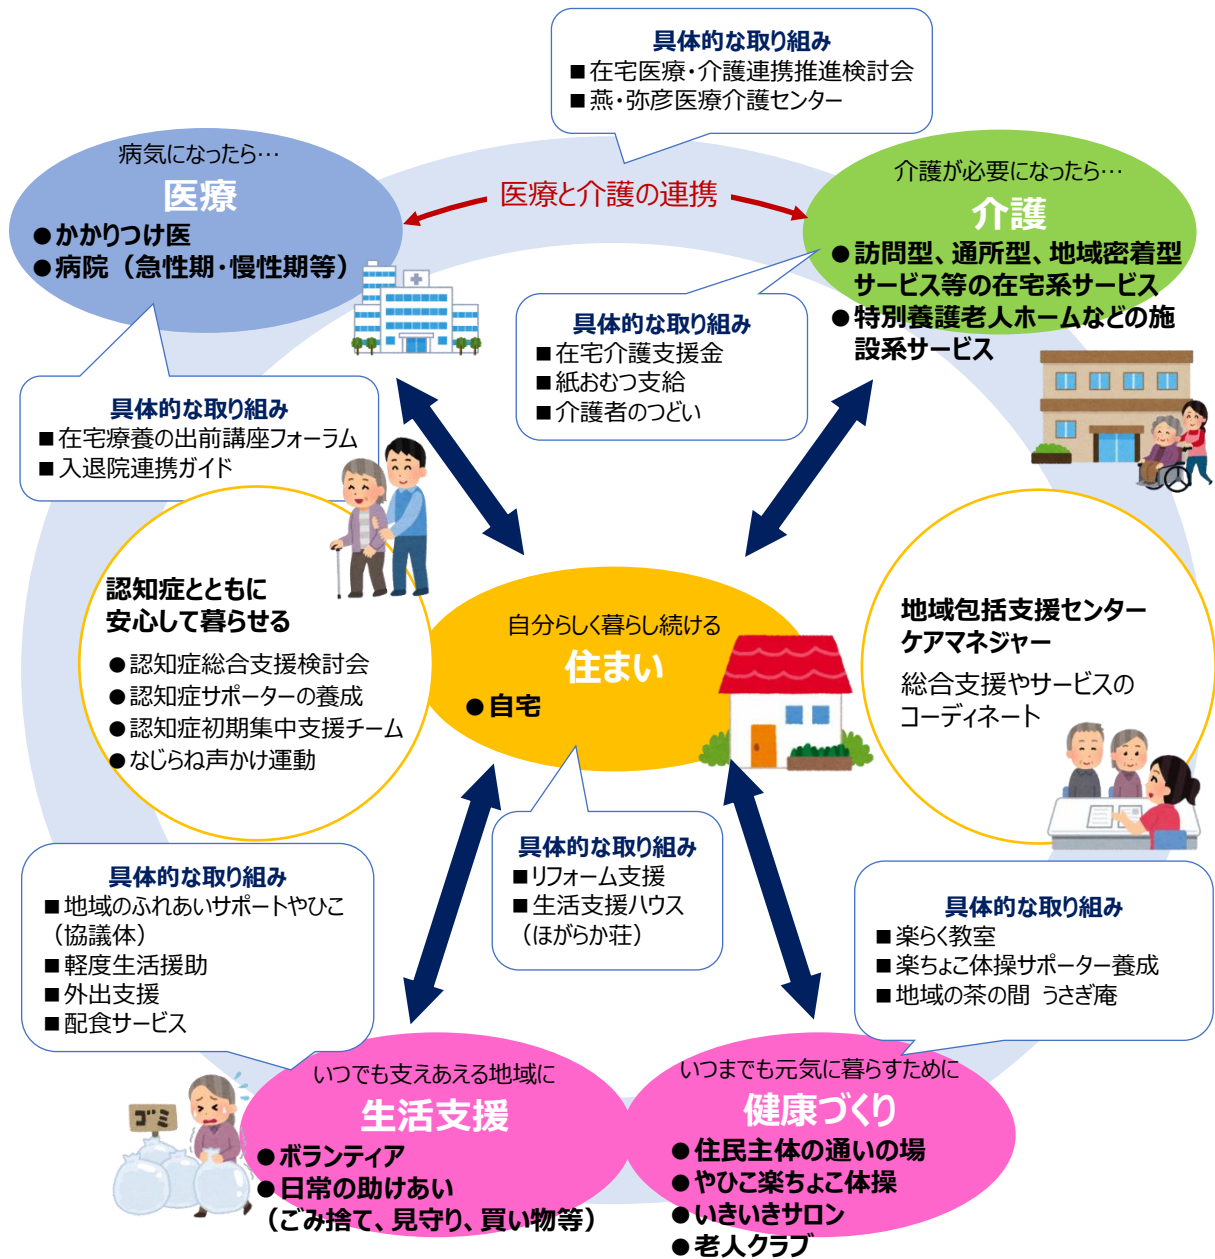 具体的な取り組み
■在宅医療・介護連携推進検討会
■燕・弥彦医療介護センター
病気になったら…
医療
●かかりつけ医
●病院（急性期・慢性期等）
医療と介護の連携
介護が必要になったら…
介護
●訪問型、通所型、地域密着型
サービス等の在宅系サービス
●特別養護老人ホームなどの施
設系サービス
具体的な取り組み
■在宅介護支援金
■紙おむつ支給
■介護者のつどい
具体的な取り組み
■在宅療養の出前講座フォーラム
■入退院連携ガイド
認知症とともに
安心して暮らせる
●認知症総合支援検討会
●認知症サポーターの養成
●認知症初期集中支援チーム
●なじらね声かけ運動
自分らしく暮らし続ける
住まい
●自宅
地域包括支援センター
ケアマネジャー
総合支援やサービスの
コーディネート
具体的な取り組み
■リフォーム支援
■生活支援ハウス
（ほがらか荘）
具体的な取り組み
■地域のふれあいサポートやひこ
（協議体）
■軽度生活援助
■外出支援
■配食サービス
具体的な取り組み
■楽らく教室
■楽ちょこ体操サポーター養成
■地域の茶の間 うさぎ庵
ゴミ
いつでも支えあえる地域に
生活支援
●ボランティア
●日常の助けあい
（ごみ捨て、見守り、買い物等）
いつまでも元気に暮らすために
健康づくり
●住民主体の通いの場
●やひこ楽ちょこ体操
●いきいきサロン
●老人クラブ